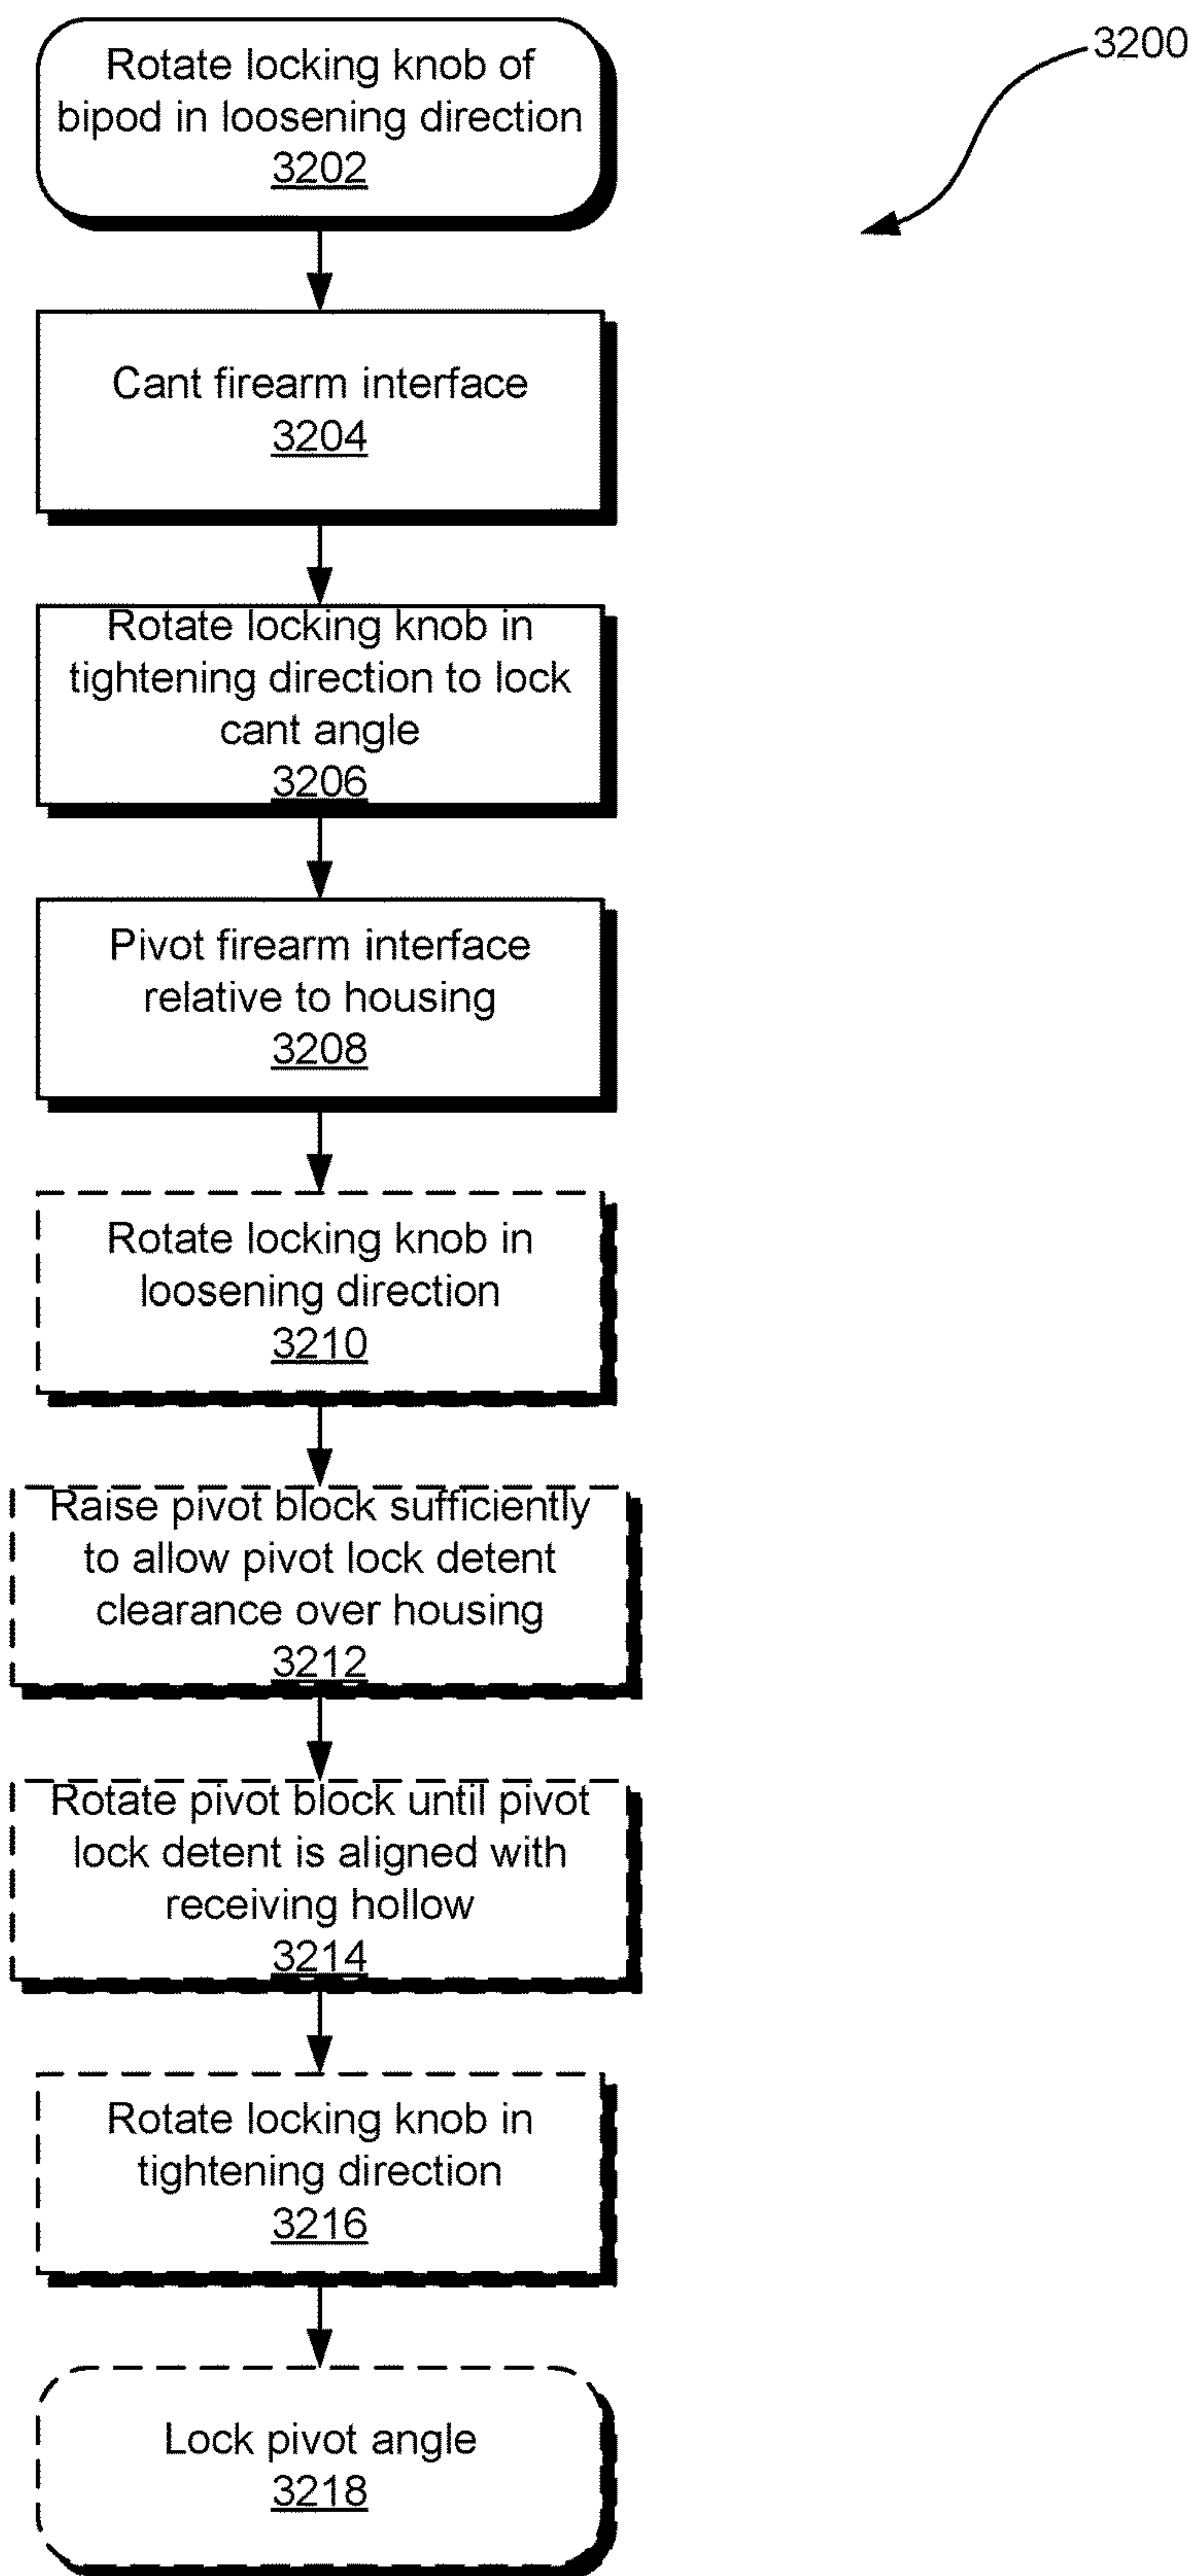 3200
Rotate locking knob of
bipod in loosening direction
3202
Cant firearm interface
3204
Rotate locking knob in
tightening direction to lock
cant angle
3206
Pivot firearm interface
relative to housing
3208
Rotate locking knob in
loosening direction
3210
Raise pivot block sufficiently
to allow pivot lock detent
clearance over housing
3212
Rotate pivot block until pivot
lock detent is aligned with
receiving hollow
3214
Rotate locking knob in
tightening direction
3216
Lock pivot angle
3218